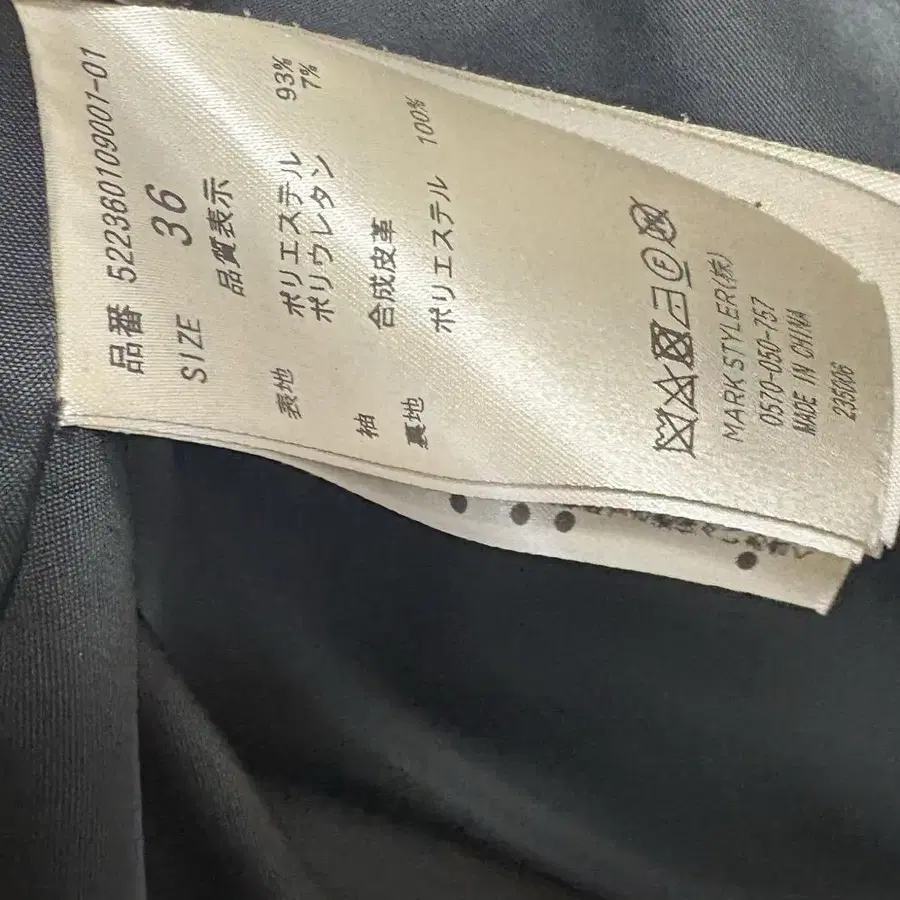 品番 522360109001-01
SIZE 36
品質表示
表地 ポリエステル 93%
ポリウレタン 7%
袖 合成皮革
裏地 ポリエステル 100%
MARK STYLER(株)
0570-050-757
MADE IN CHINA
235006